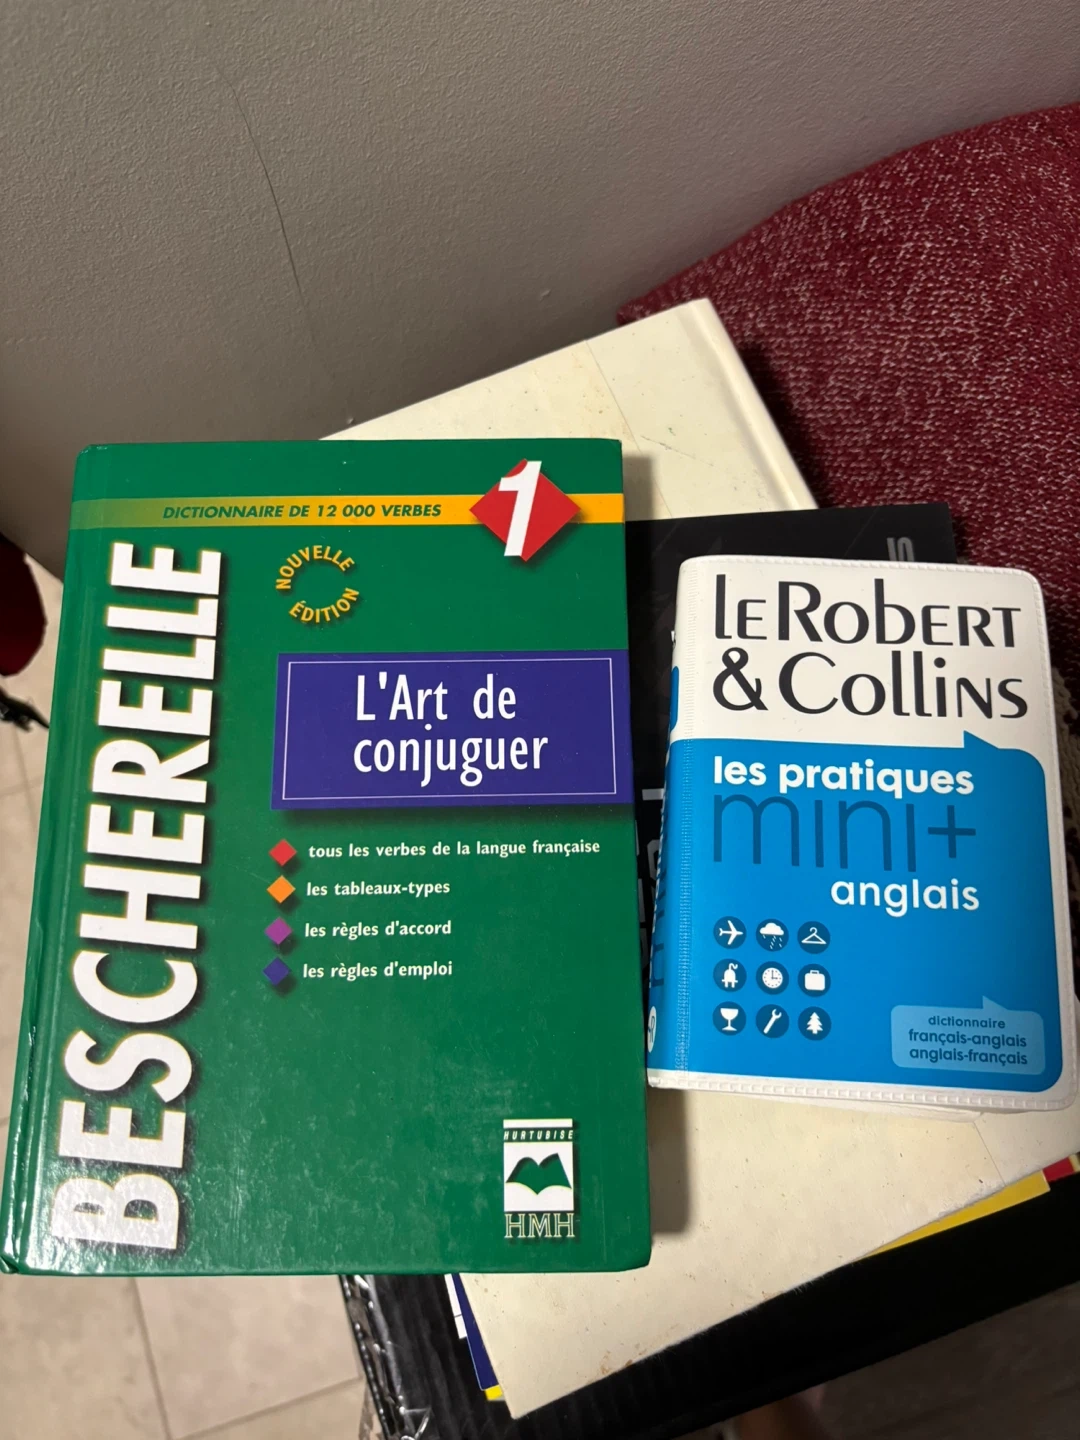 DICTIONNAIRE DE 12 000 VERBES
1
BESCHERELLE
NOUVELLE
ÉDITION
L'Art de
conjuguer
tous les verbes de la langue française
les tableaux-types
les règles d'accord
les règles d'emploi
HURTUBISE
HMH
le Robert
& Collins
les pratiques
mini+
anglais
dictionnaire
français-anglais
anglais-français